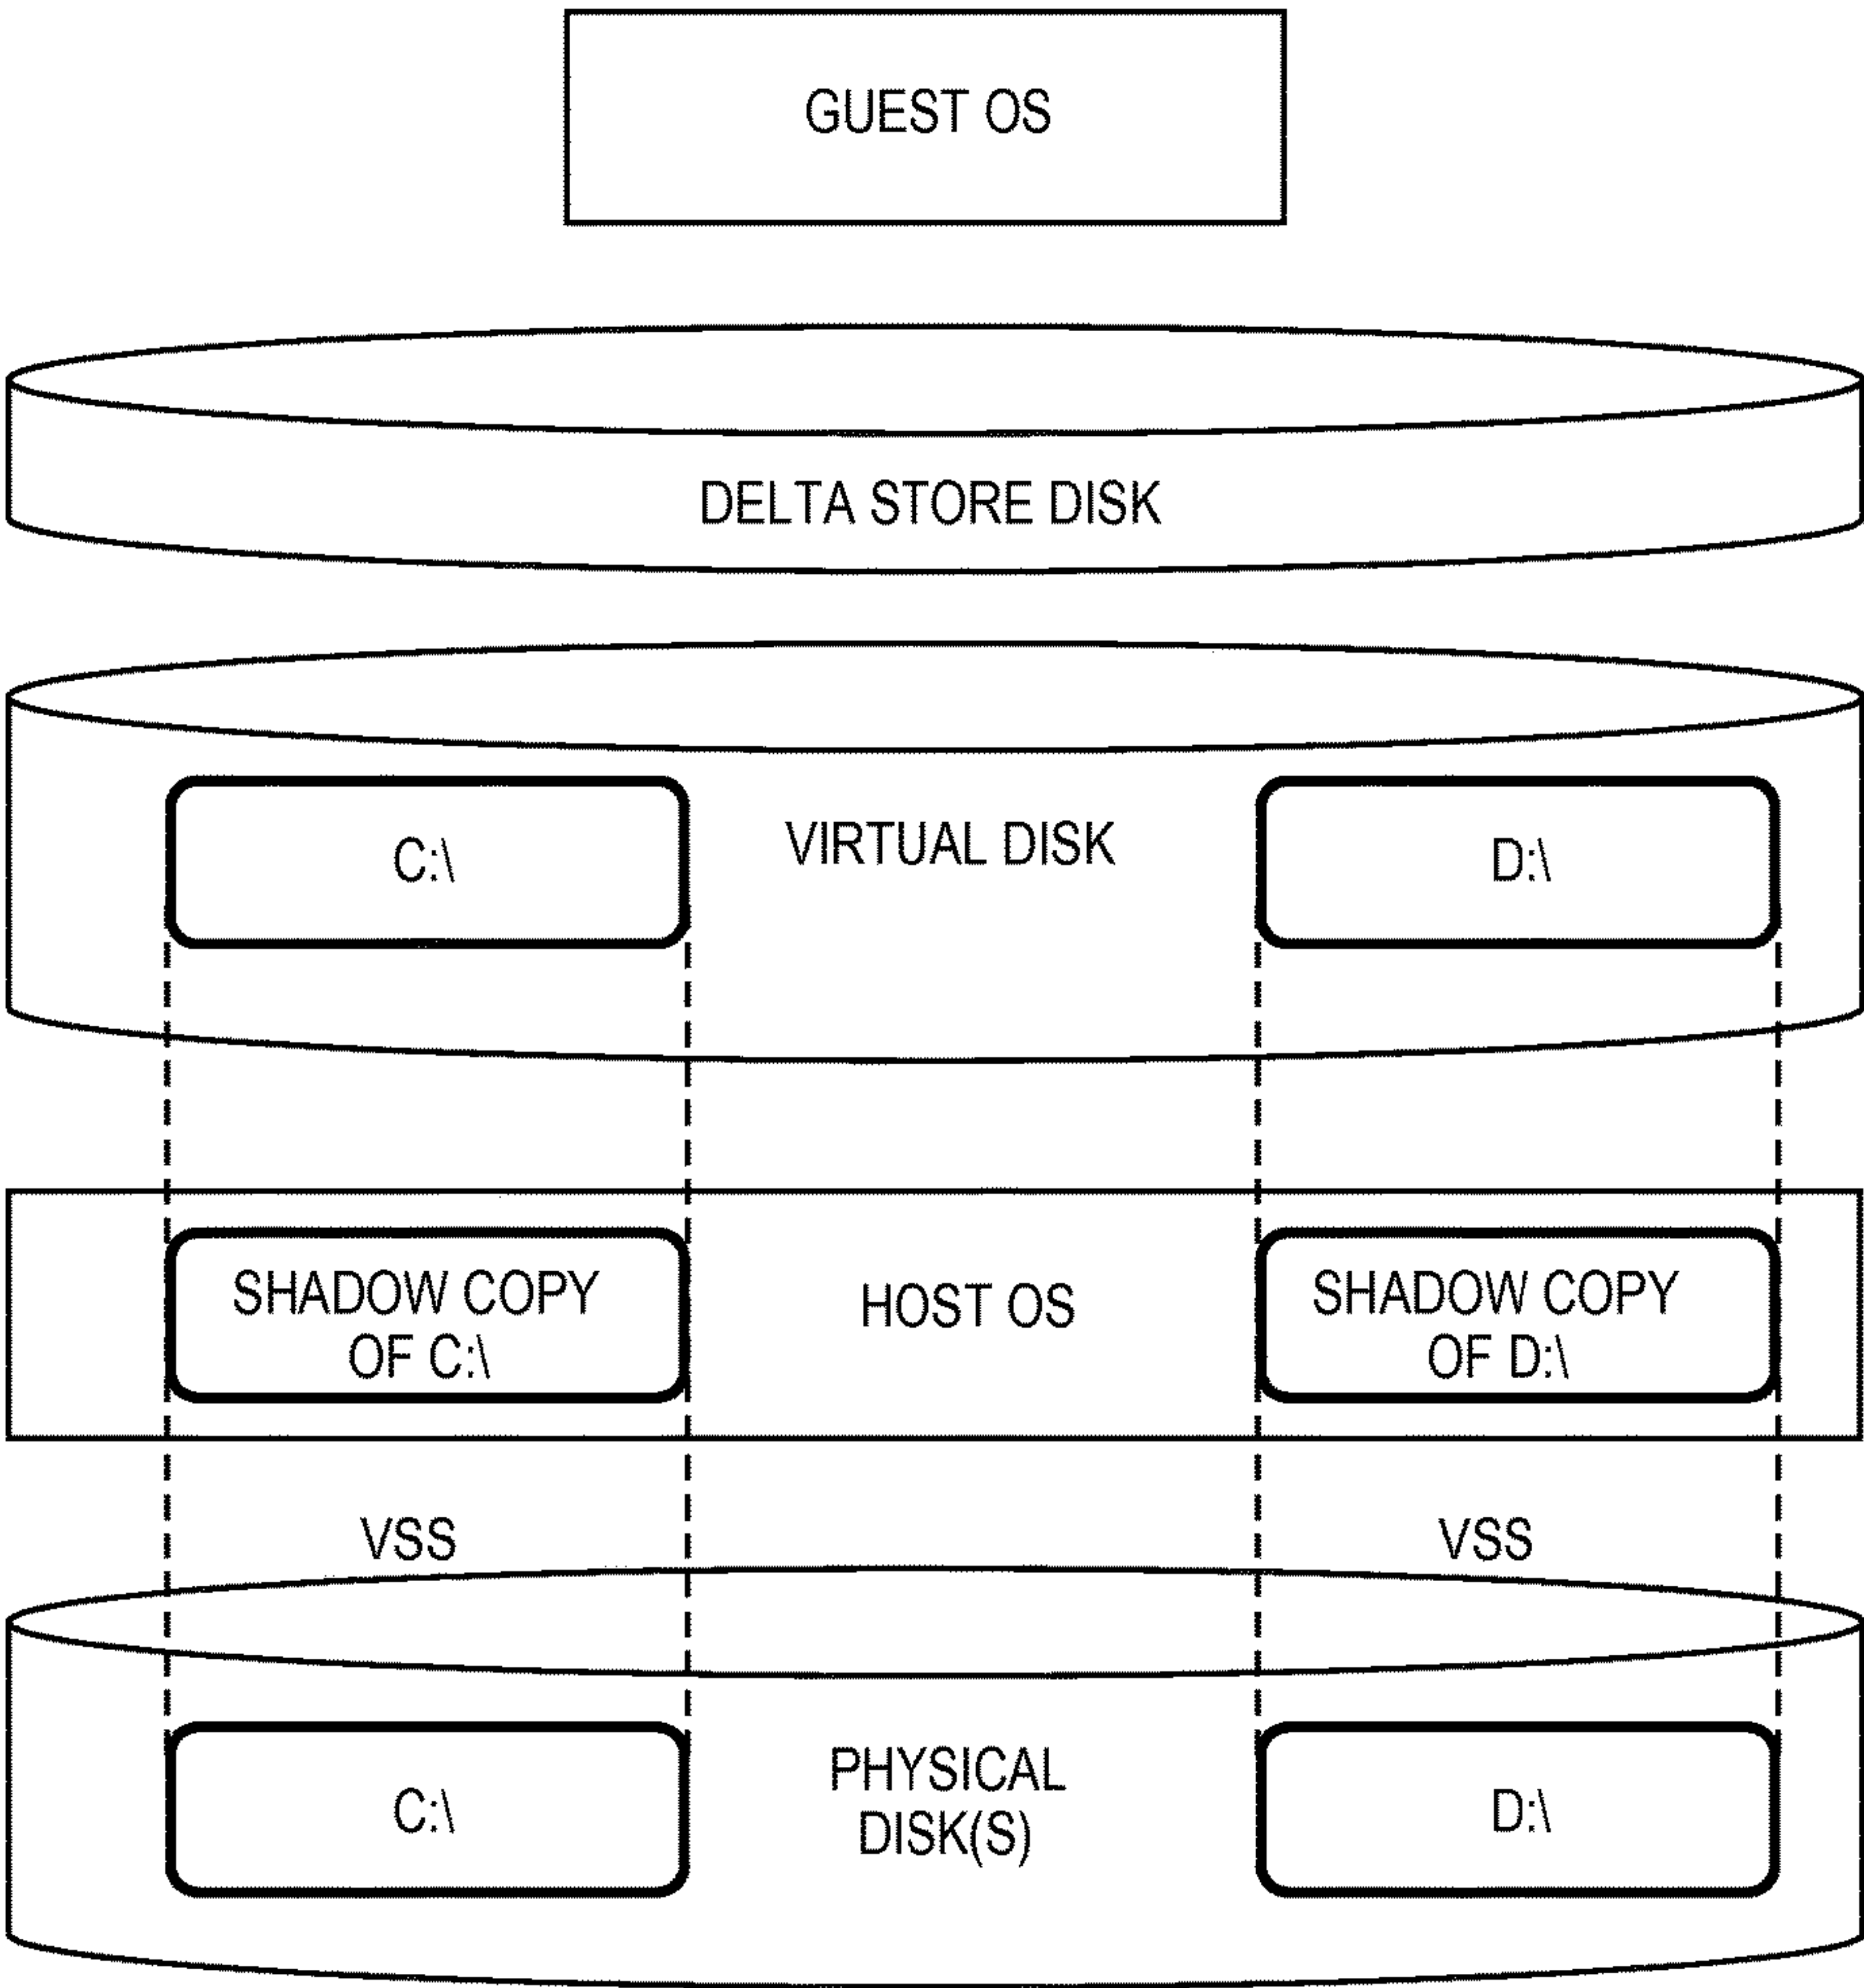 GUEST OS
DELTA STORE DISK
C:\
VIRTUAL DISK
D:\
SHADOW COPY
OF C:\
HOST OS
SHADOW COPY
OF D:\
VSS
VSS
C:\
PHYSICAL
DISK(S)
D:\